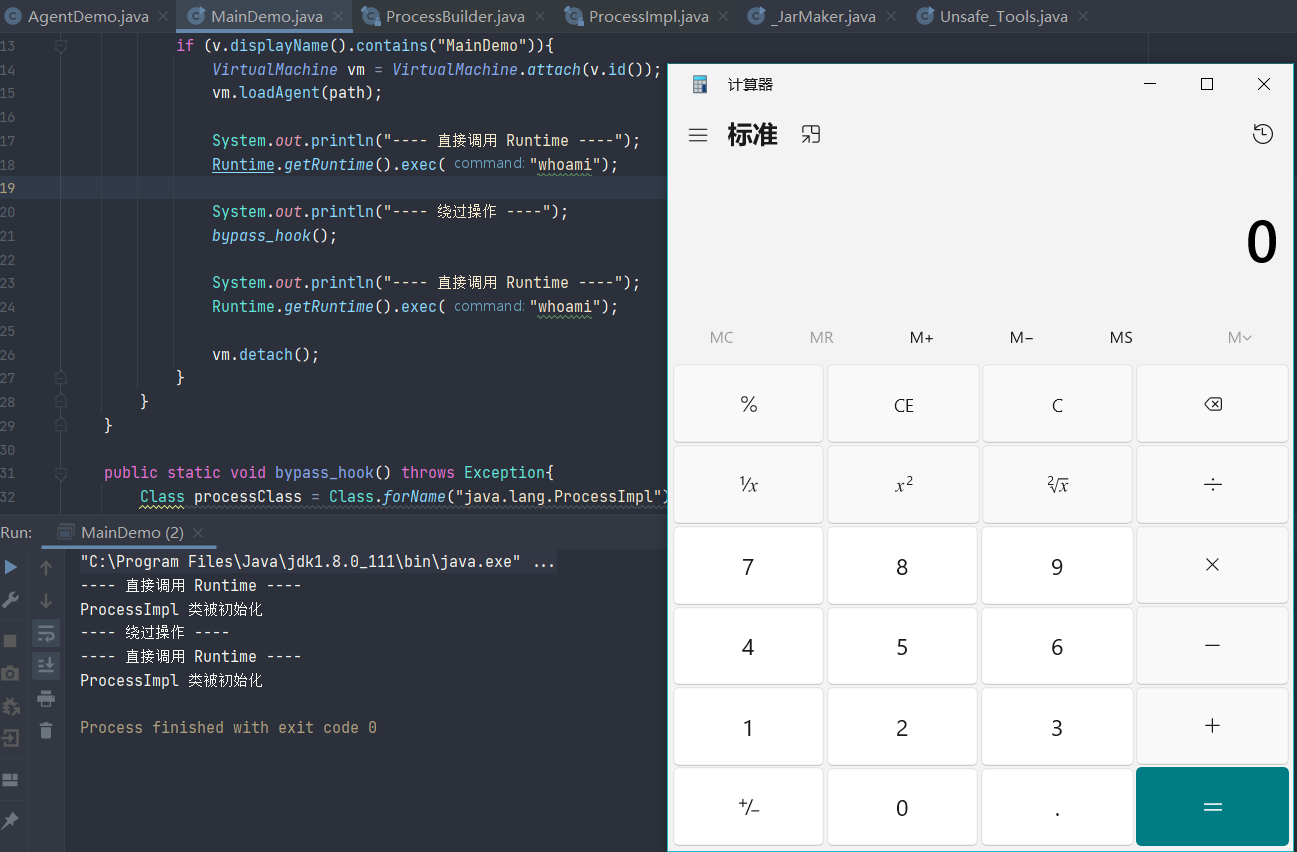 AgentDemo.java MainDemo.java ProcessBuilder.java ProcessImpl.java _JarMaker.java Unsafe_Tools.java
13 if (v.displayName().contains("MainDemo")){
14 VirtualMachine vm = VirtualMachine.attach(v.id());
15 vm.loadAgent(path);
16
17 System.out.println("---- 直接调用 Runtime ----");
18 Runtime.getRuntime().exec( command: "whoami");
19
20 System.out.println("---- 绕过操作 ----");
21 bypass_hook();
22
23 System.out.println("---- 直接调用 Runtime ----");
24 Runtime.getRuntime().exec( command: "whoami");
25
26 vm.detach();
27 }
28 }
29 }
30
31 public static void bypass_hook() throws Exception{
32 Class processClass = Class.forName("java.lang.ProcessImpl")
Run: MainDemo (2)
"C:\Program Files\Java\jdk1.8.0_111\bin\java.exe" ...
---- 直接调用 Runtime ----
ProcessImpl 类被初始化
---- 绕过操作 ----
---- 直接调用 Runtime ----
ProcessImpl 类被初始化
Process finished with exit code 0
计算器
标准
0
MC MR M+ M− MS M
% CE C
¹⁄x x² ²√x ÷
7 8 9 ×
4 5 6 −
1 2 3 +
+/− 0 . =